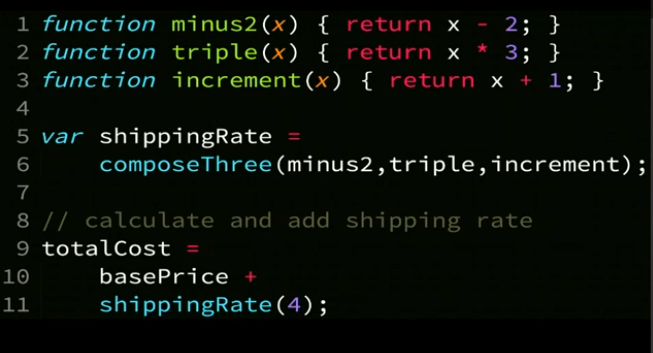 1 function minus2(x) { return x - 2; }
2 function triple(x) { return x * 3; }
3 function increment(x) { return x + 1; }
4
5 var shippingRate =
6     composeThree(minus2,triple,increment);
7
8 // calculate and add shipping rate
9 totalCost =
10     basePrice +
11     shippingRate(4);